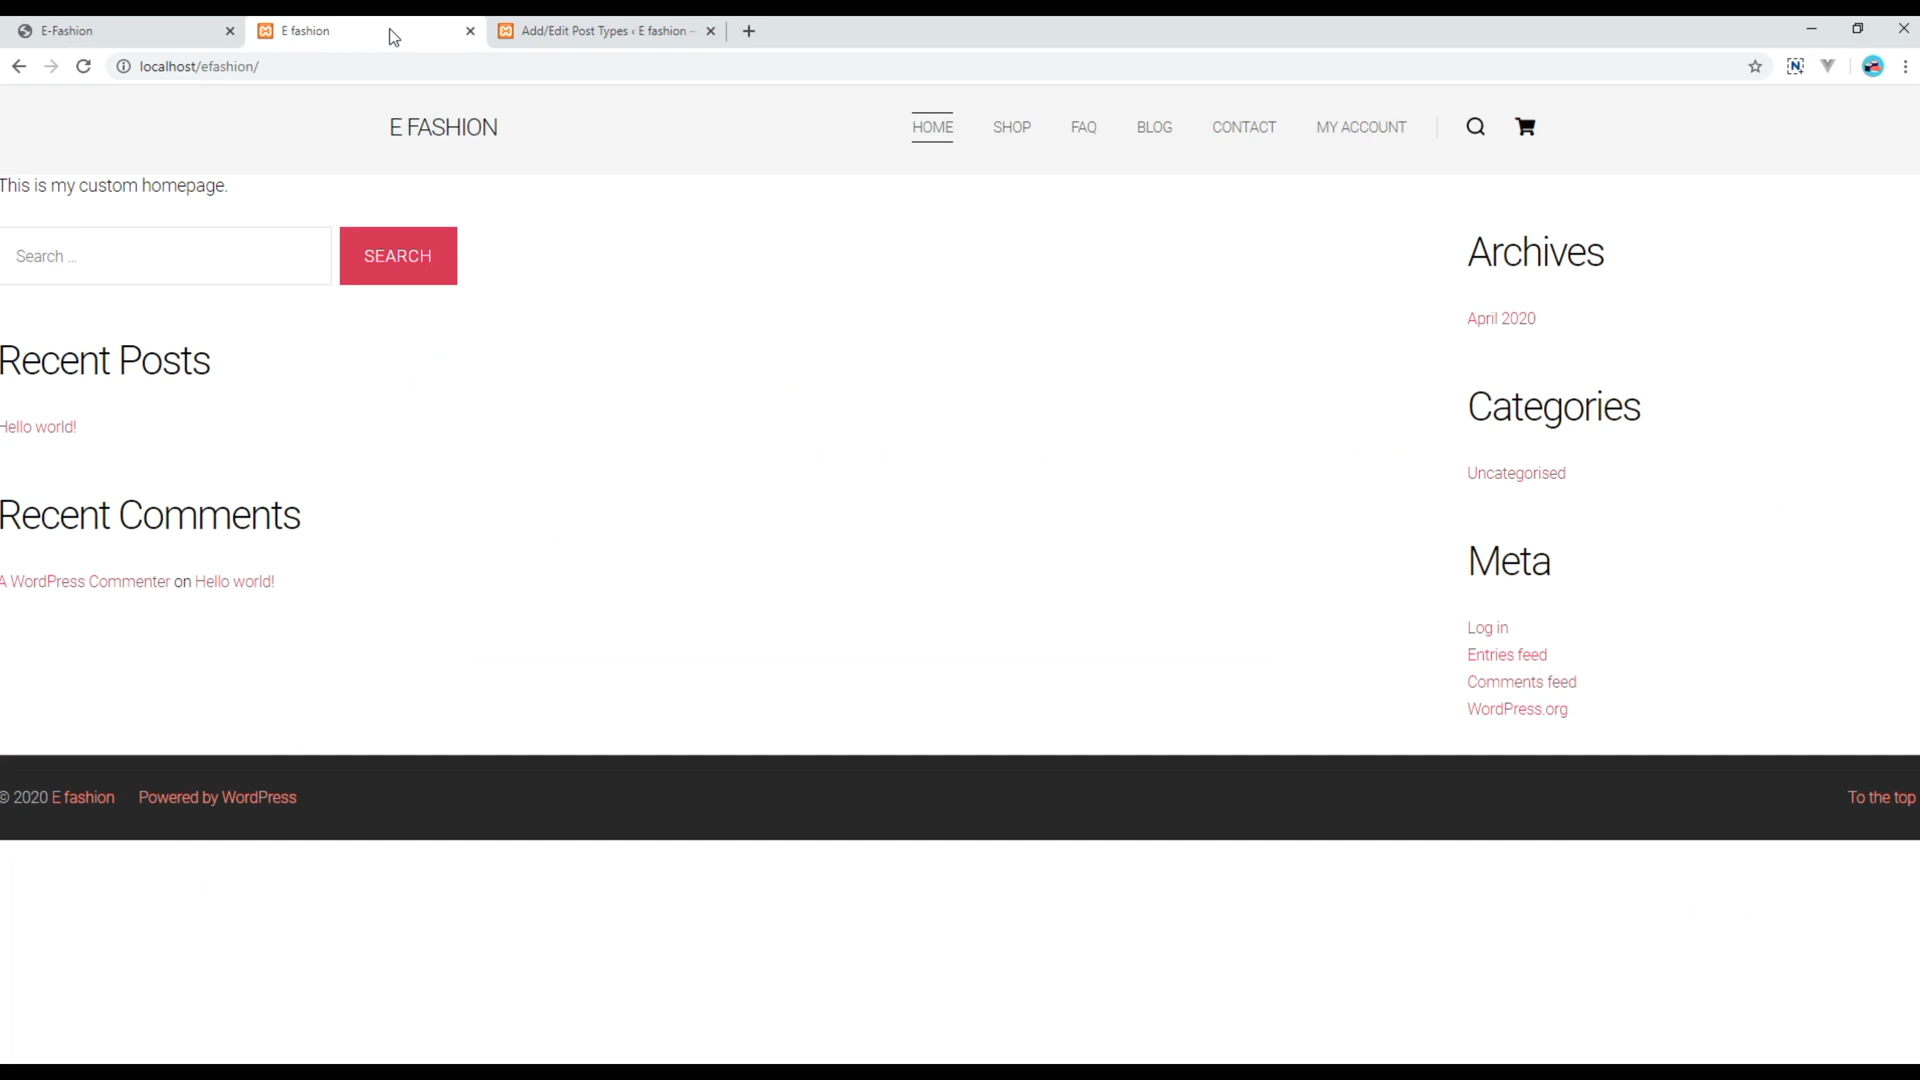 E-Fashion
E fashion
Add/Edit Post Types ‹ E fashion –
localhost/efashion/
E FASHION
HOME
SHOP
FAQ
BLOG
CONTACT
MY ACCOUNT
This is my custom homepage.
Search …
SEARCH
Recent Posts
Hello world!
Recent Comments
A WordPress Commenter on Hello world!
Archives
April 2020
Categories
Uncategorised
Meta
Log in
Entries feed
Comments feed
WordPress.org
© 2020 E fashion
Powered by WordPress
To the top